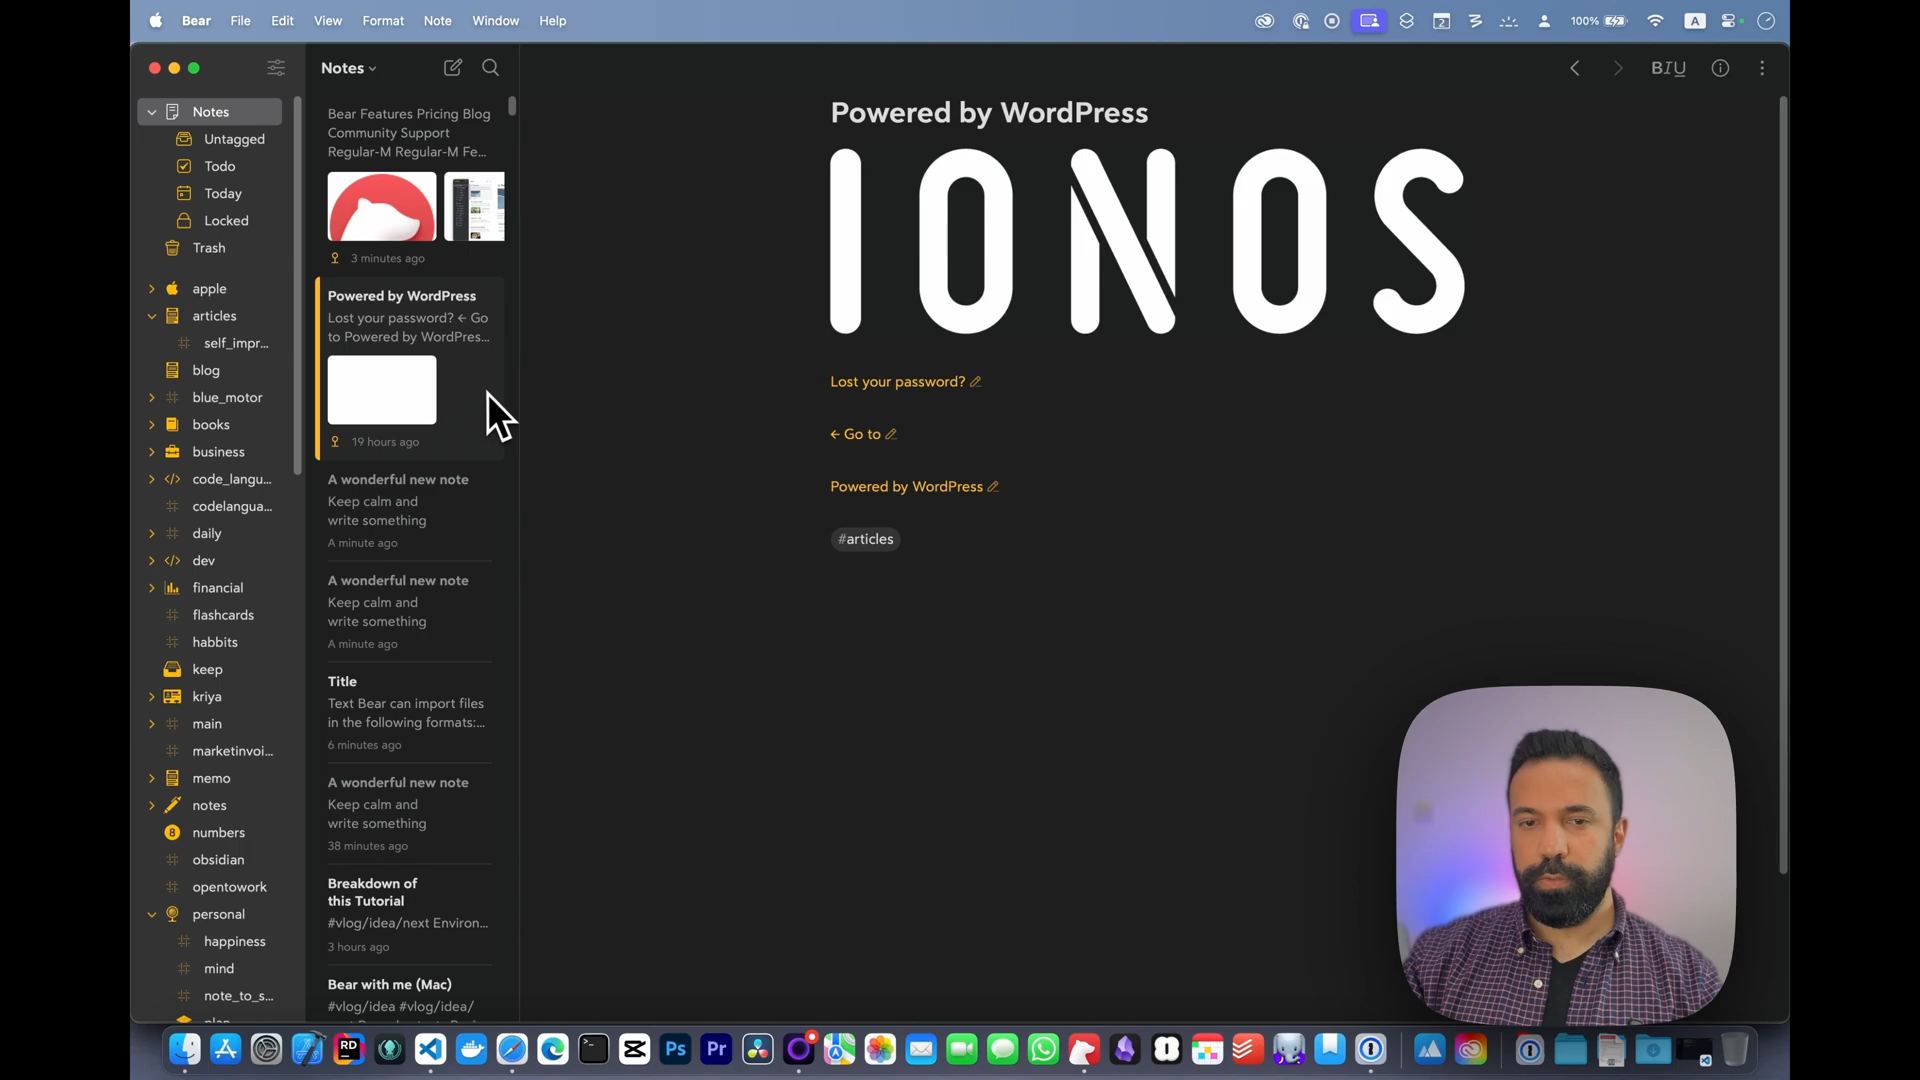 Bear File Edit View Format Note Window Help
2 100% A
Notes
BIU
Notes
Untagged
Todo
Today
Locked
Trash
apple
articles
self_impr...
blog
blue_motor
books
business
code_langu...
codelangua...
daily
dev
financial
flashcards
habbits
keep
kriya
main
marketinvoi...
memo
notes
8 numbers
obsidian
opentowork
personal
happiness
mind
note_to_s...
Bear Features Pricing Blog
Community Support
Regular-M Regular-M Fe...
3 minutes ago
Powered by WordPress
Lost your password? ← Go
to Powered by WordPres...
19 hours ago
A wonderful new note
Keep calm and
write something
A minute ago
A wonderful new note
Keep calm and
write something
A minute ago
Title
Text Bear can import files
in the following formats:...
6 minutes ago
A wonderful new note
Keep calm and
write something
38 minutes ago
Breakdown of
this Tutorial
#vlog/idea/next Environ...
3 hours ago
Bear with me (Mac)
#vlog/idea #vlog/idea/
Powered by WordPress
IONOS
Lost your password?
← Go to
Powered by WordPress
#articles
RD Ps Pr